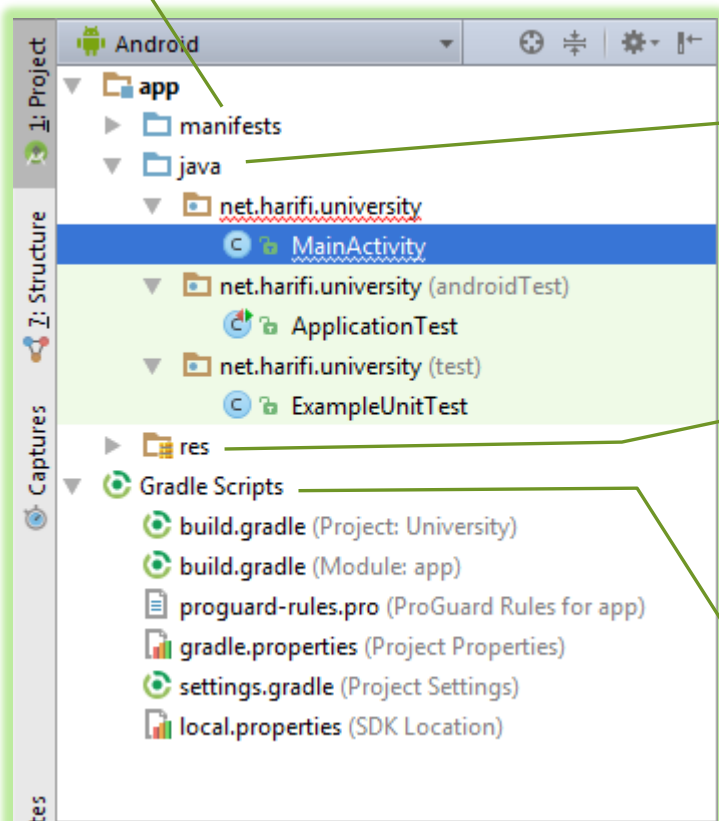 Android
1: Project
7: Structure
Captures
app
manifests
java
net.harifi.university
MainActivity
net.harifi.university (androidTest)
ApplicationTest
net.harifi.university (test)
ExampleUnitTest
res
Gradle Scripts
build.gradle (Project: University)
build.gradle (Module: app)
proguard-rules.pro (ProGuard Rules for app)
gradle.properties (Project Properties)
settings.gradle (Project Settings)
local.properties (SDK Location)